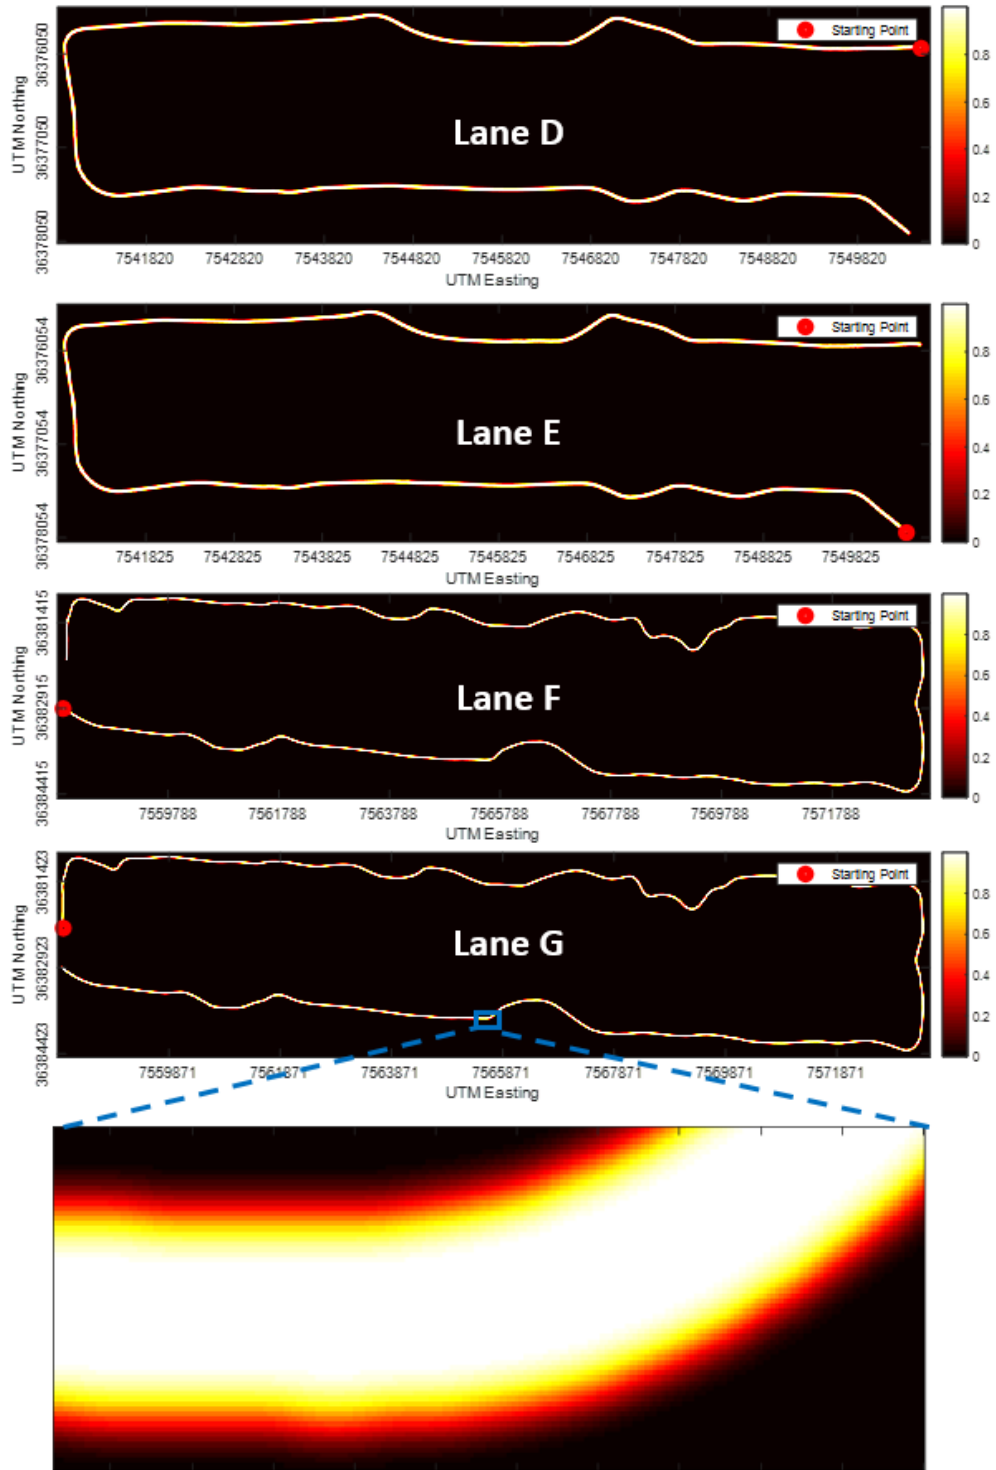 Starting Point
Lane D
UTM Northing
36376050
36377050
36378050
7541820 7542820 7543820 7544820 7545820 7546820 7547820 7548820 7549820
UTM Easting
0.8
0.6
0.4
0.2
0
Starting Point
Lane E
UTM Northing
36376054
36377054
36378054
7541825 7542825 7543825 7544825 7545825 7546825 7547825 7548825 7549825
UTM Easting
0.8
0.6
0.4
0.2
0
Starting Point
Lane F
UTM Northing
36381415
36382915
36384415
7559788 7561788 7563788 7565788 7567788 7569788 7571788
UTM Easting
0.8
0.6
0.4
0.2
0
Starting Point
Lane G
UTM Northing
36381423
36382923
36384423
7559871 7561871 7563871 7565871 7567871 7569871 7571871
UTM Easting
0.8
0.6
0.4
0.2
0